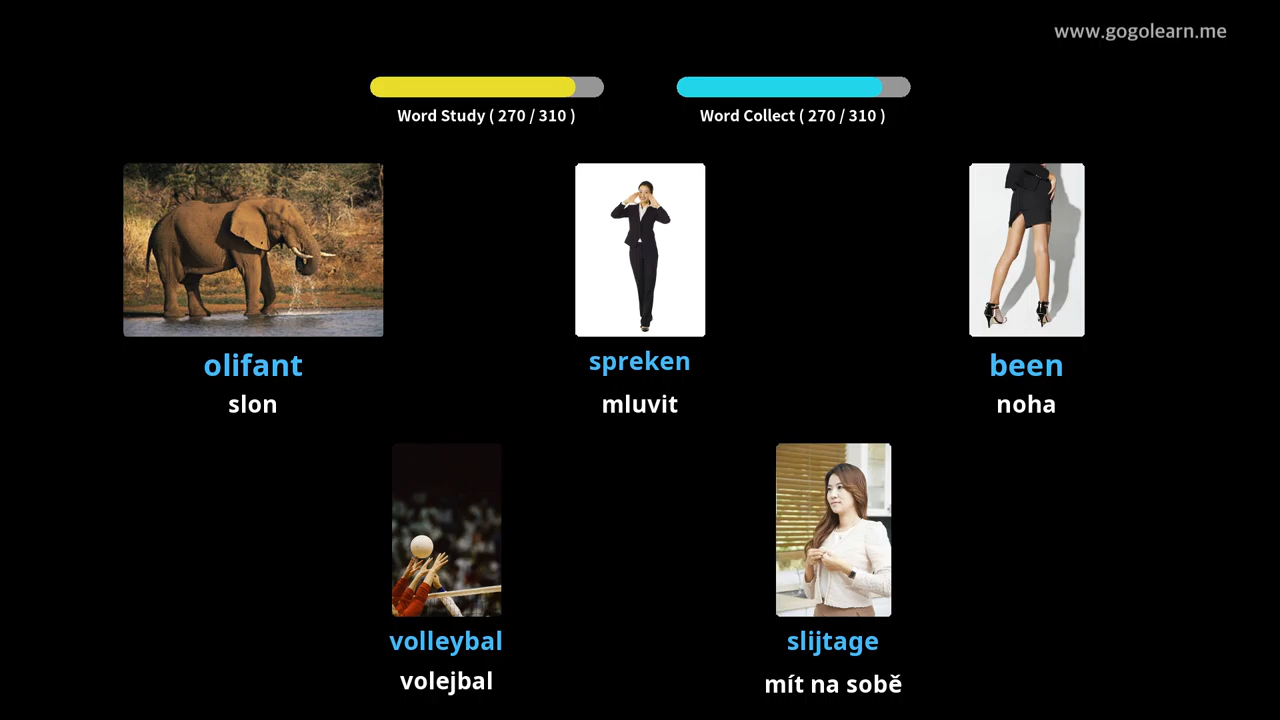 www.gogolearn.me
Word Study ( 270 / 310 )
Word Collect ( 270 / 310 )
olifant
slon
spreken
mluvit
been
noha
volleybal
volejbal
slijtage
mít na sobě